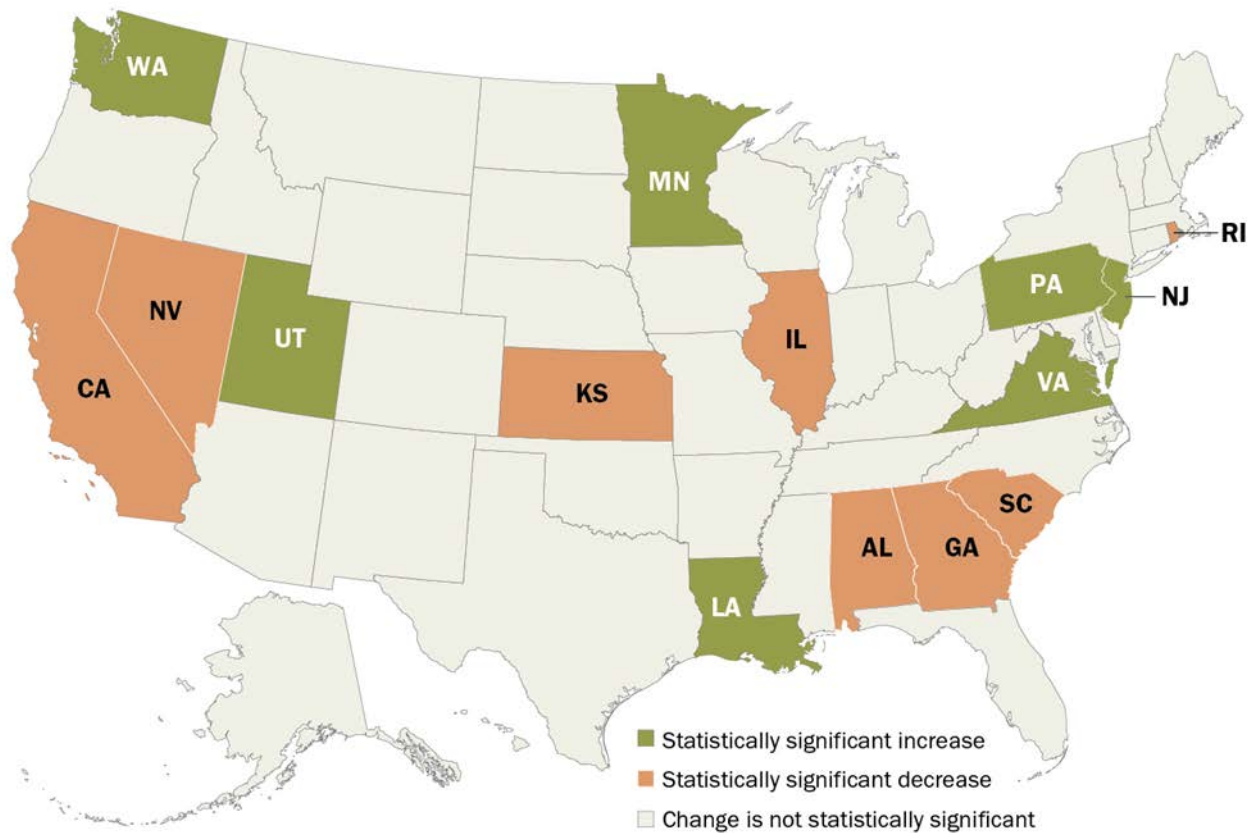 WA
MN
RI
PA
NJ
NV
UT
IL
CA
KS
VA
SC
AL
GA
LA
Statistically significant increase
Statistically significant decrease
Change is not statistically significant